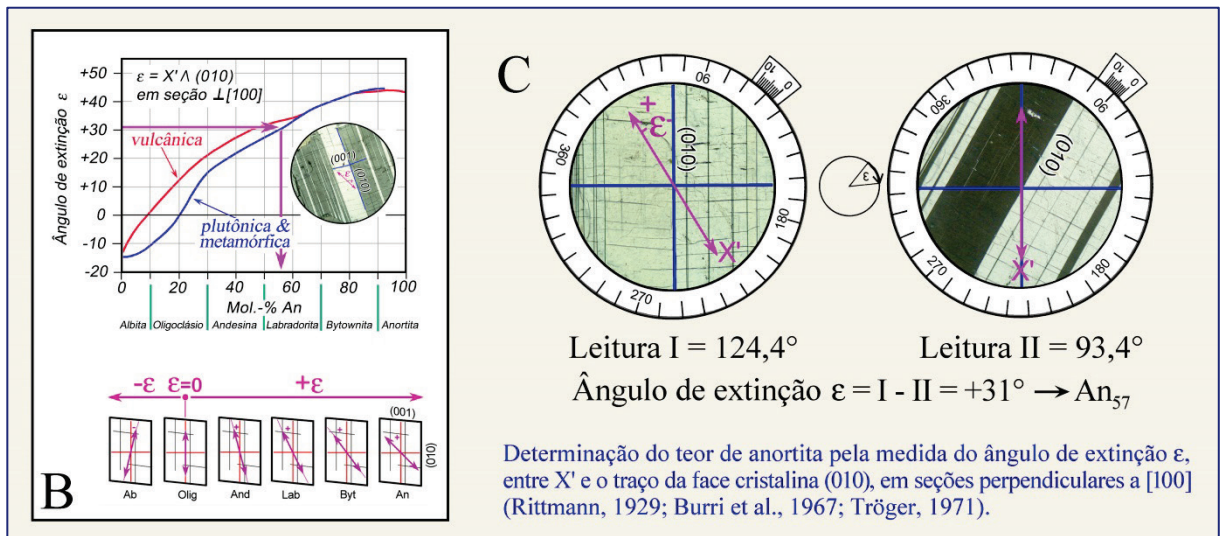 +50
+40
+30
+20
+10
0
-10
-20
Ângulo de extinção ε
ε = X' Λ (010)
em seção ⊥[100]
vulcânica
plutônica &
metamórfica
(001)
ε
(010)
0 20 40 60 80 100
Mol.-% An
Albita Oligoclásio Andesina Labradorita Bytownita Anortita
-ε ε=0 +ε
(001)
- + + + +
(010)
Ab Olig And Lab Byt An
B
C
10 0
90
360
180
270
+
ε
(010)
X'
ε
10 0
90
360
180
270
(010)
X'
Leitura I = 124,4° Leitura II = 93,4°
Ângulo de extinção ε = I - II = +31° → An57
Determinação do teor de anortita pela medida do ângulo de extinção ε,
entre X' e o traço da face cristalina (010), em seções perpendiculares a [100]
(Rittmann, 1929; Burri et al., 1967; Tröger, 1971).